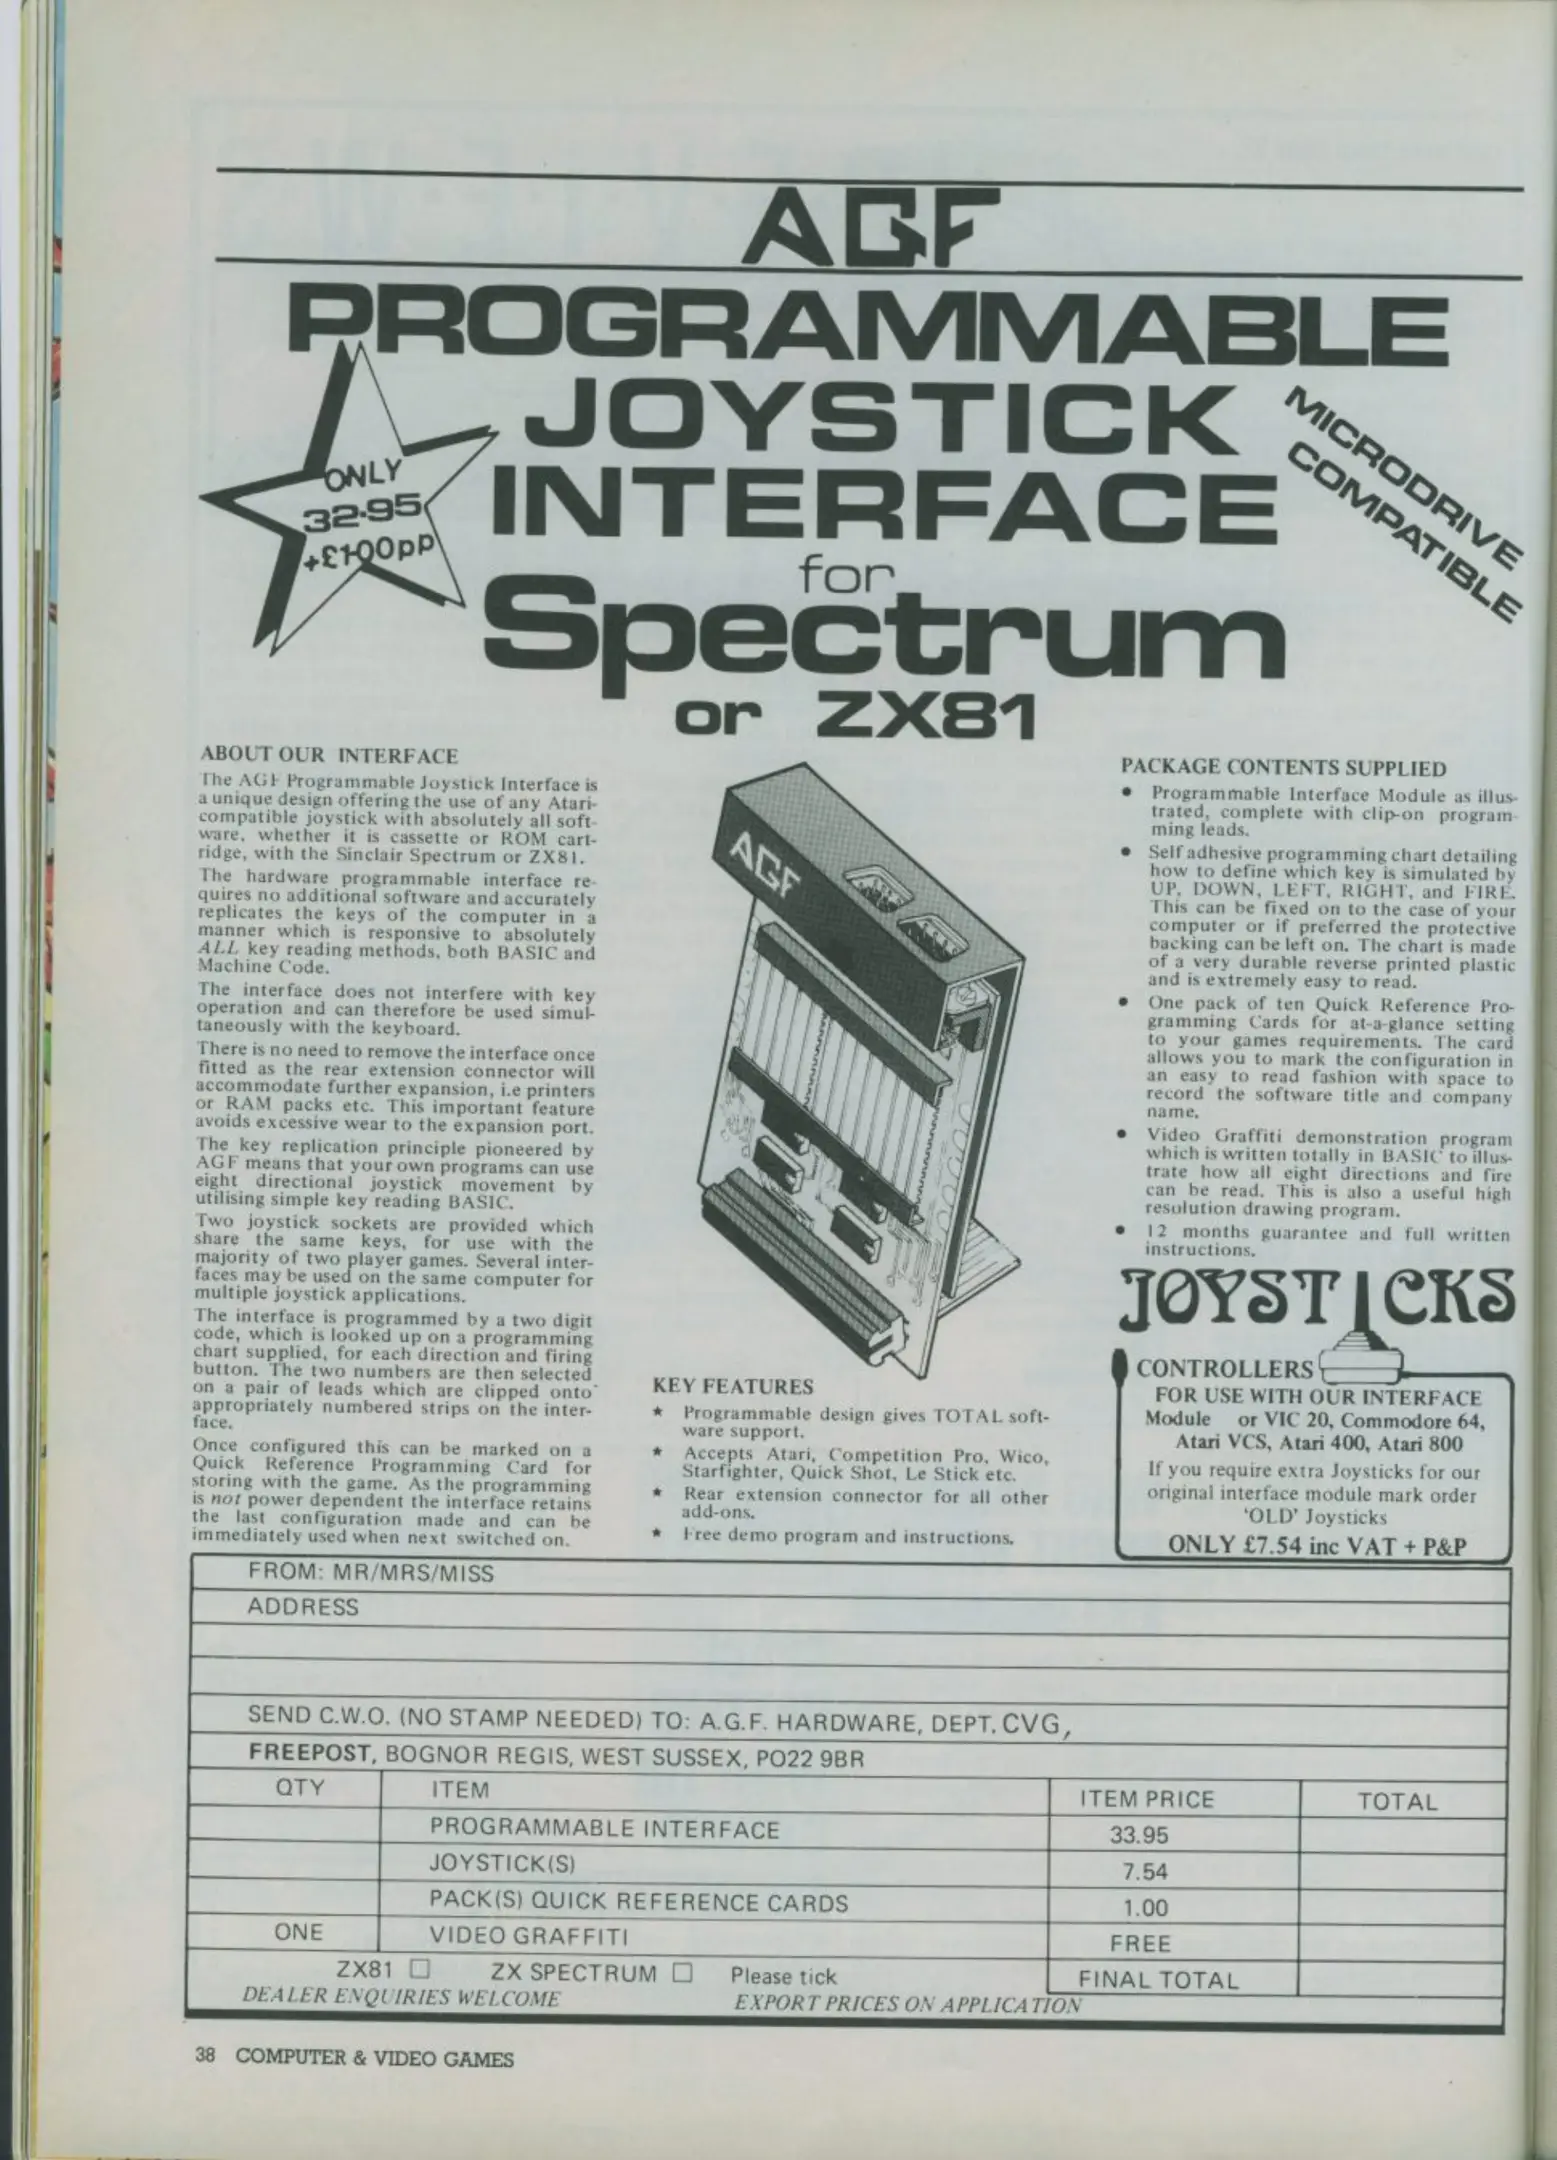 AGF
PROGRAMMABLE
JOYSTICK
INTERFACE
for
Spectrum
or ZX81
MICRODRIVE
COMPATIBLE
ONLY
32·95
+£1·00pp
ABOUT OUR INTERFACE
The AGF Programmable Joystick Interface is
a unique design offering the use of any Atari-
compatible joystick with absolutely all soft-
ware, whether it is cassette or ROM cart-
ridge, with the Sinclair Spectrum or ZX81.
The hardware programmable interface re-
quires no additional software and accurately
replicates the keys of the computer in a
manner which is responsive to absolutely
ALL key reading methods, both BASIC and
Machine Code.
The interface does not interfere with key
operation and can therefore be used simul-
taneously with the keyboard.
There is no need to remove the interface once
fitted as the rear extension connector will
accommodate further expansion, i.e printers
or RAM packs etc. This important feature
avoids excessive wear to the expansion port.
The key replication principle pioneered by
AGF means that your own programs can use
eight directional joystick movement by
utilising simple key reading BASIC.
Two joystick sockets are provided which
share the same keys, for use with the
majority of two player games. Several inter-
faces may be used on the same computer for
multiple joystick applications.
The interface is programmed by a two digit
code, which is looked up on a programming
chart supplied, for each direction and firing
button. The two numbers are then selected
on a pair of leads which are clipped onto
appropriately numbered strips on the inter-
face.
Once configured this can be marked on a
Quick Reference Programming Card for
storing with the game. As the programming
is not power dependent the interface retains
the last configuration made and can be
immediately used when next switched on.
AGF
KEY FEATURES
* Programmable design gives TOTAL soft-
ware support.
* Accepts Atari, Competition Pro, Wico,
Starfighter, Quick Shot, Le Stick etc.
* Rear extension connector for all other
add-ons.
* Free demo program and instructions.
PACKAGE CONTENTS SUPPLIED
• Programmable Interface Module as illus-
trated, complete with clip-on program-
ming leads.
• Self adhesive programming chart detailing
how to define which key is simulated by
UP, DOWN, LEFT, RIGHT, and FIRE.
This can be fixed on to the case of your
computer or if preferred the protective
backing can be left on. The chart is made
of a very durable reverse printed plastic
and is extremely easy to read.
• One pack of ten Quick Reference Pro-
gramming Cards for at-a-glance setting
to your games requirements. The card
allows you to mark the configuration in
an easy to read fashion with space to
record the software title and company
name.
• Video Graffiti demonstration program
which is written totally in BASIC to illus-
trate how all eight directions and fire
can be read. This is also a useful high
resolution drawing program.
• 12 months guarantee and full written
instructions.
JOYSTICKS
CONTROLLERS
FOR USE WITH OUR INTERFACE
Module or VIC 20, Commodore 64,
Atari VCS, Atari 400, Atari 800
If you require extra Joysticks for our
original interface module mark order
'OLD' Joysticks
ONLY £7.54 inc VAT + P&P
FROM: MR/MRS/MISS
ADDRESS
SEND C.W.O. (NO STAMP NEEDED) TO: A.G.F. HARDWARE, DEPT. CVG,
FREEPOST, BOGNOR REGIS, WEST SUSSEX, PO22 9BR
QTY ITEM ITEM PRICE TOTAL
PROGRAMMABLE INTERFACE 33.95
JOYSTICK(S) 7.54
PACK(S) QUICK REFERENCE CARDS 1.00
ONE VIDEO GRAFFITI FREE
ZX81 □ ZX SPECTRUM □ Please tick FINAL TOTAL
DEALER ENQUIRIES WELCOME EXPORT PRICES ON APPLICATION
38 COMPUTER & VIDEO GAMES